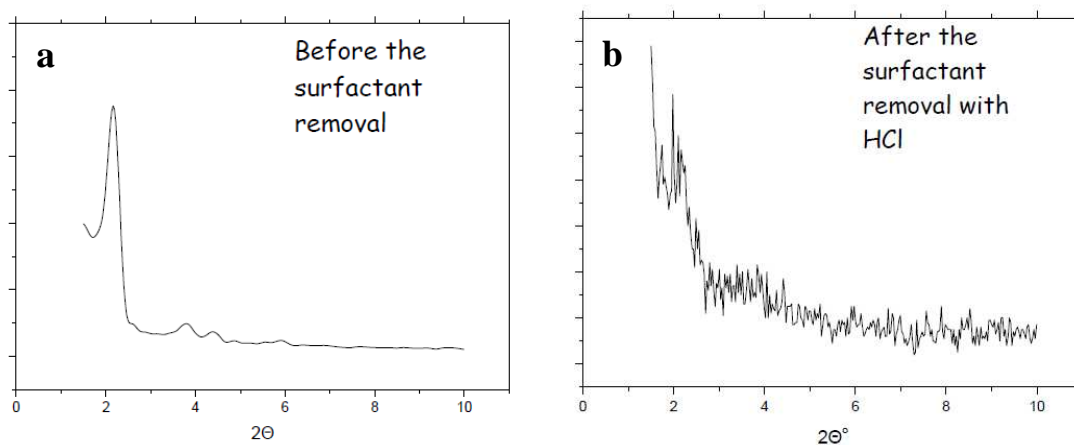 a
Before the
surfactant
removal
0
2
4
6
8
10
2Θ
b
After the
surfactant
removal with
HCl
0
2
4
6
8
10
2Θ°